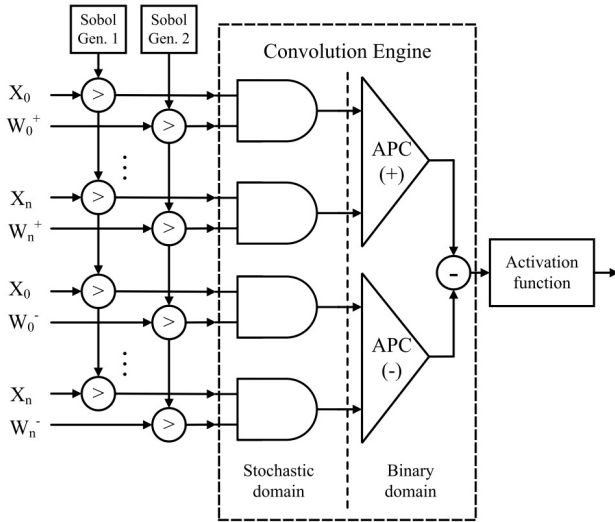 Sobol
Gen. 1
Sobol
Gen. 2
Convolution Engine
X₀
>
W₀⁺
>
⋮
Xₙ
>
Wₙ⁺
>
APC
(+)
X₀
>
W₀⁻
>
-
Activation
function
⋮
Xₙ
>
Wₙ⁻
>
APC
(-)
Stochastic
domain
Binary
domain